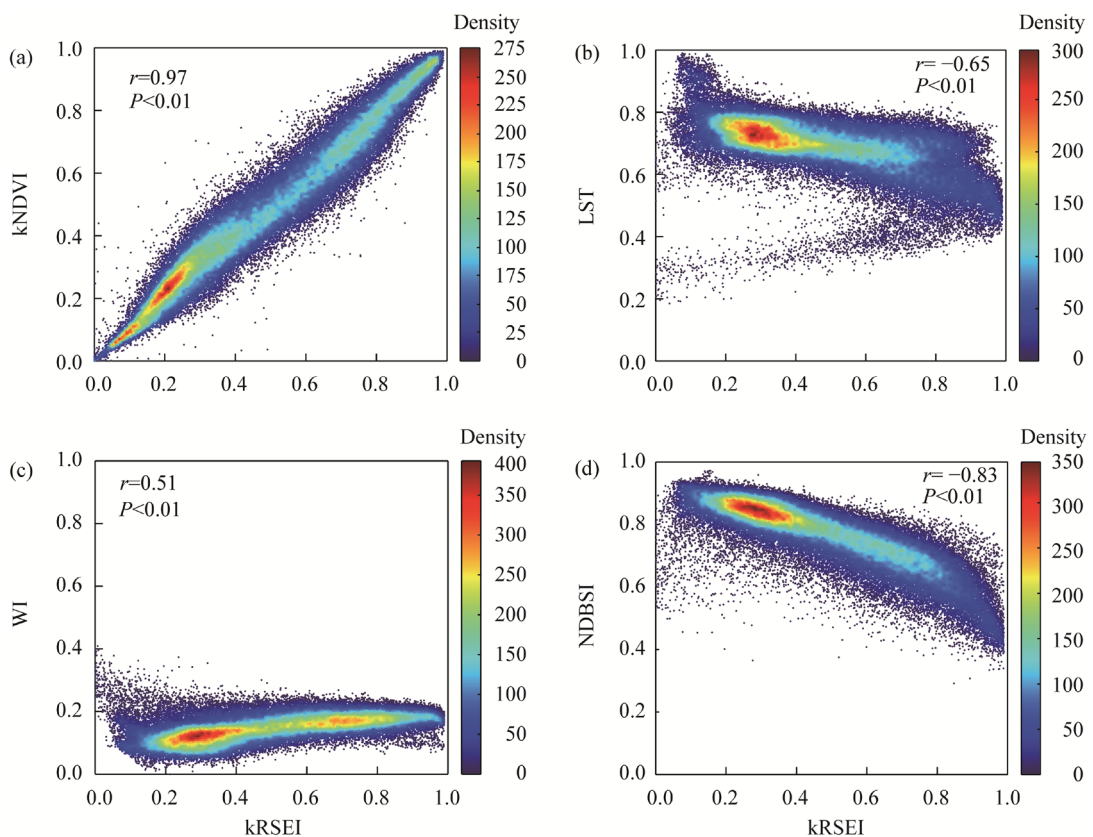 (a)
r=0.97
P<0.01
kNDVI
1.0
0.8
0.6
0.4
0.2
0.0
0.0 0.2 0.4 0.6 0.8 1.0
Density
275
250
225
200
175
150
125
100
75
50
25
0
(b)
r= −0.65
P<0.01
LST
1.0
0.8
0.6
0.4
0.2
0.0
0.0 0.2 0.4 0.6 0.8 1.0
Density
300
250
200
150
100
50
0
(c)
r=0.51
P<0.01
WI
1.0
0.8
0.6
0.4
0.2
0.0
0.0 0.2 0.4 0.6 0.8 1.0
kRSEI
Density
400
350
300
250
200
150
100
50
0
(d)
r= −0.83
P<0.01
NDBSI
1.0
0.8
0.6
0.4
0.2
0.0
0.0 0.2 0.4 0.6 0.8 1.0
kRSEI
Density
350
300
250
200
150
100
50
0